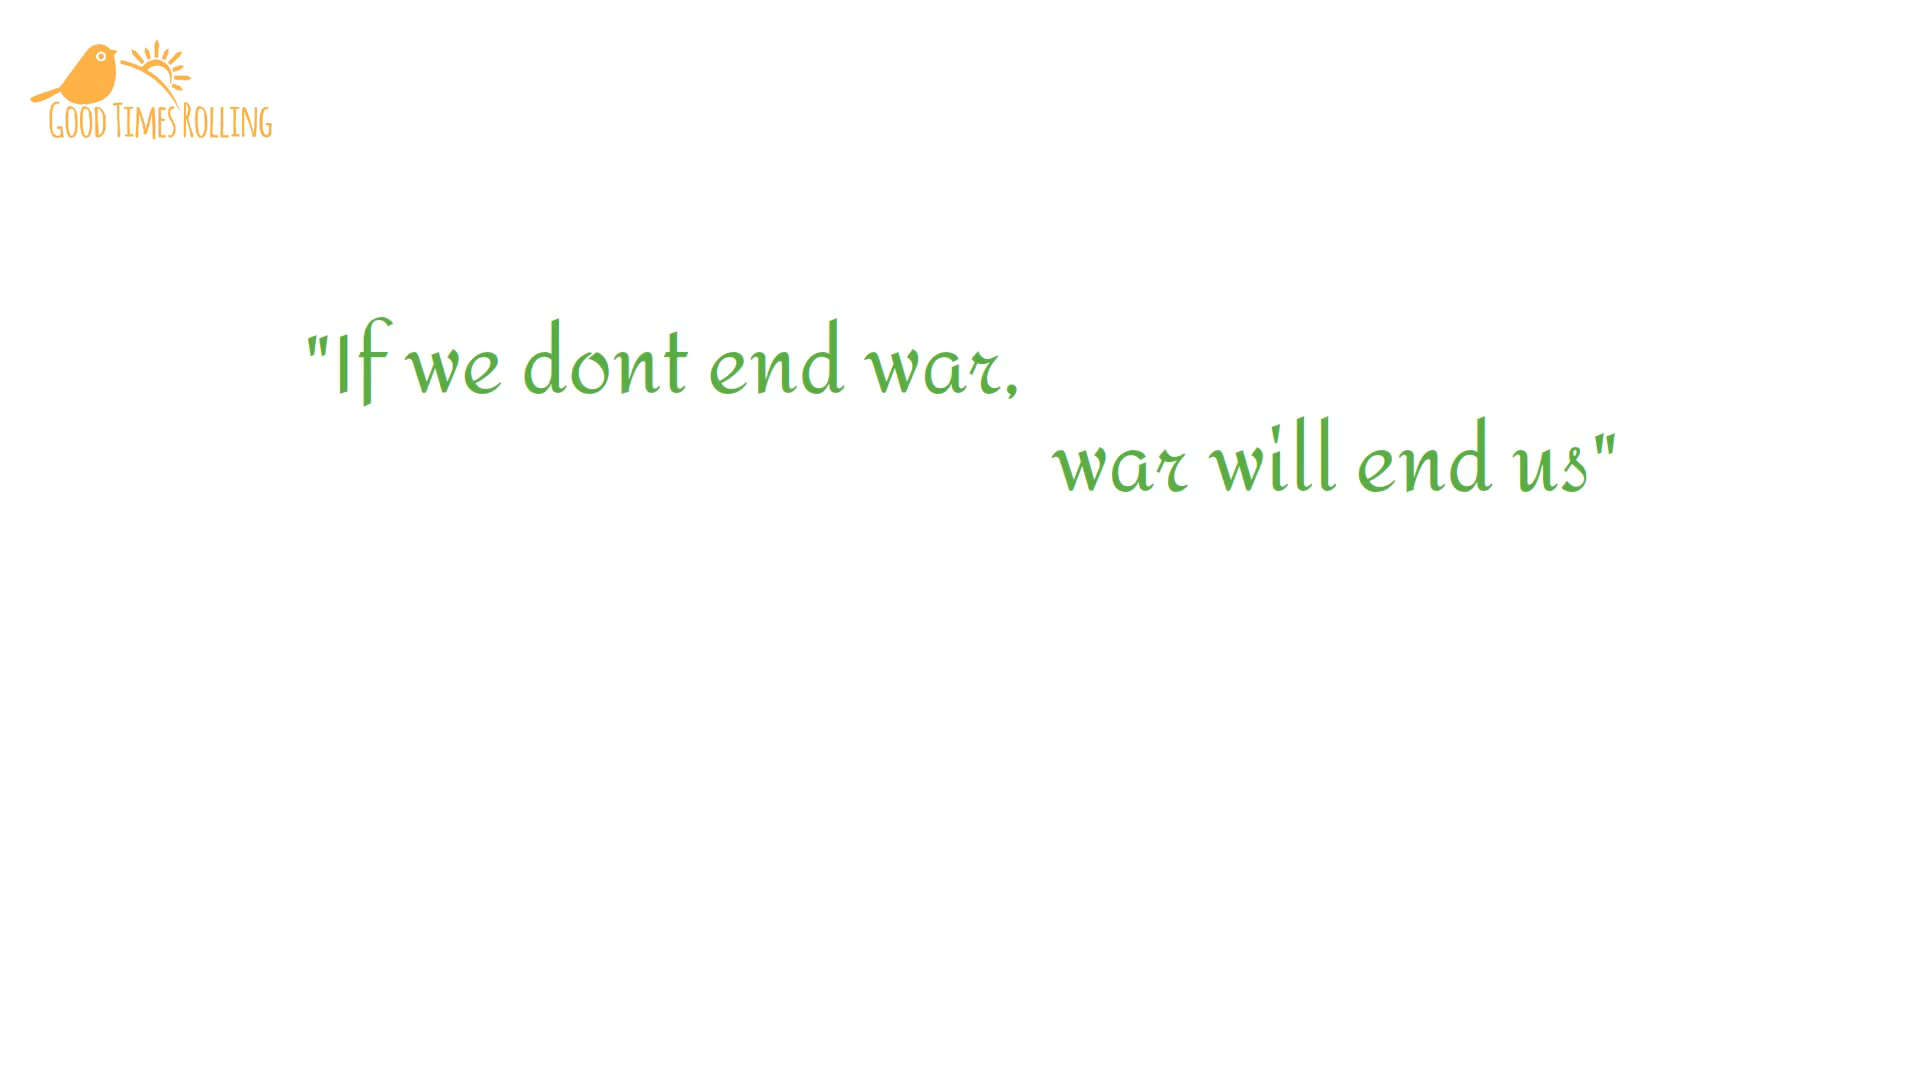 GOOD TIMES ROLLING
"If we dont end war,
war will end us"